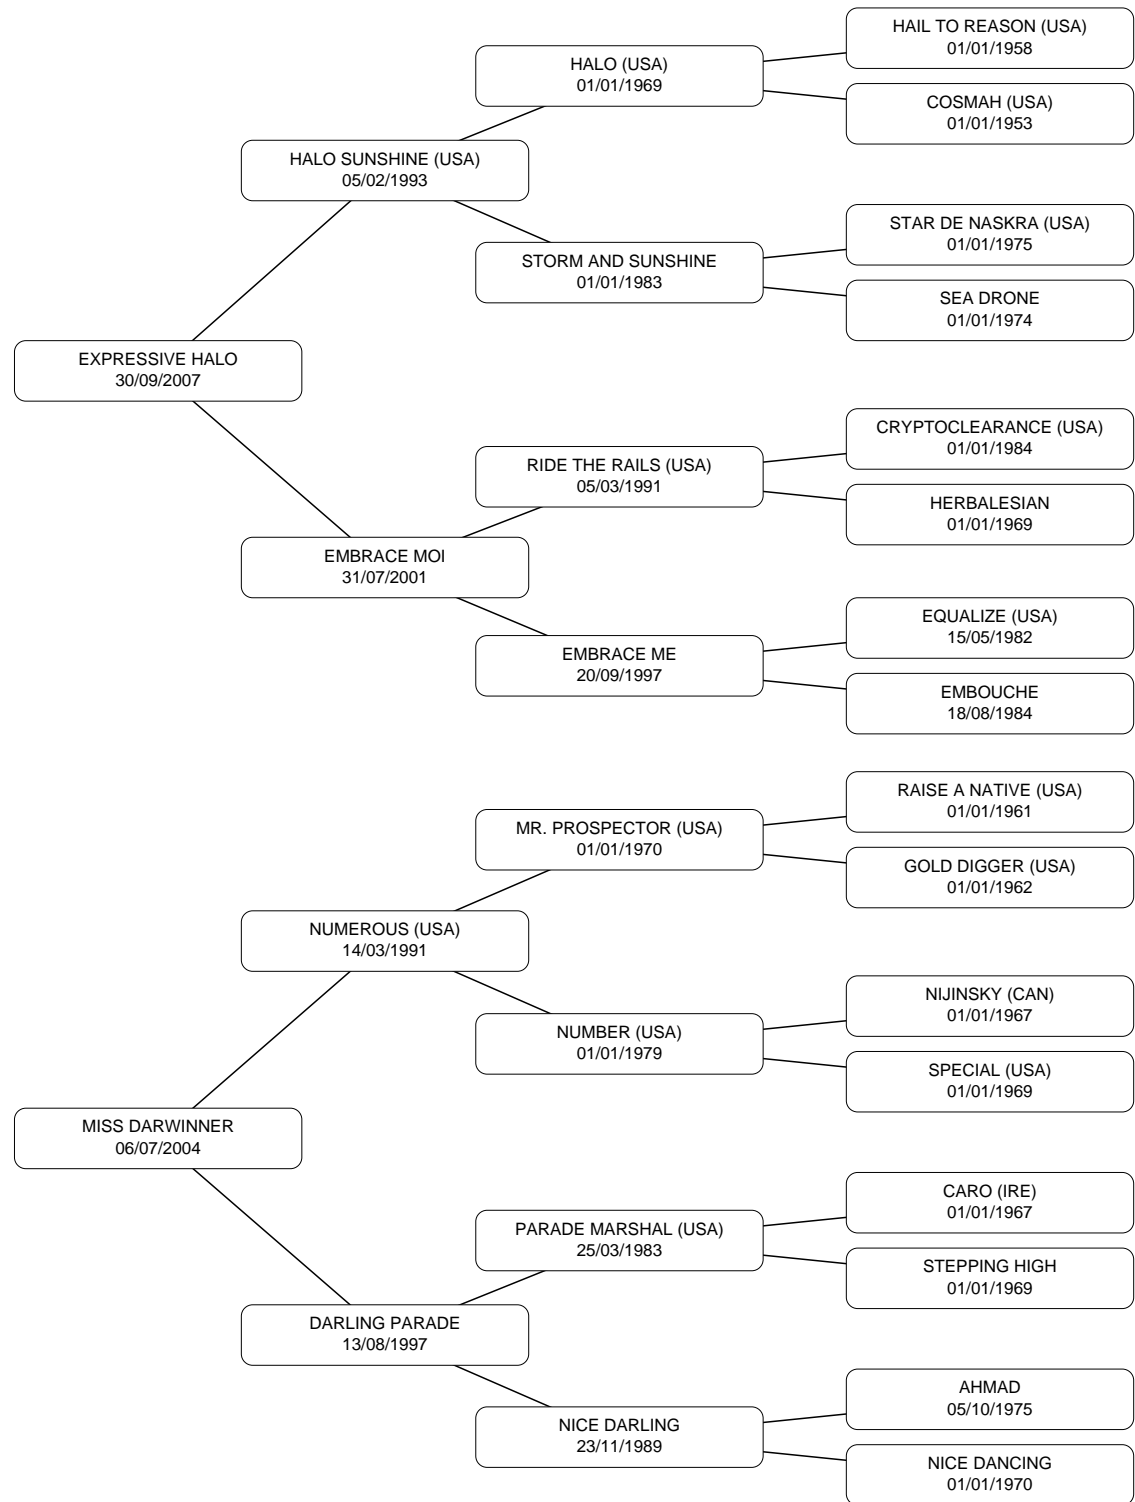 HAIL TO REASON (USA)
01/01/1958
HALO (USA)
01/01/1969
COSMAH (USA)
01/01/1953
HALO SUNSHINE (USA)
05/02/1993
STAR DE NASKRA (USA)
01/01/1975
STORM AND SUNSHINE
01/01/1983
SEA DRONE
01/01/1974
EXPRESSIVE HALO
30/09/2007
CRYPTOCLEARANCE (USA)
01/01/1984
RIDE THE RAILS (USA)
05/03/1991
HERBALESIAN
01/01/1969
EMBRACE MOI
31/07/2001
EQUALIZE (USA)
15/05/1982
EMBRACE ME
20/09/1997
EMBOUCHE
18/08/1984
RAISE A NATIVE (USA)
01/01/1961
MR. PROSPECTOR (USA)
01/01/1970
GOLD DIGGER (USA)
01/01/1962
NUMEROUS (USA)
14/03/1991
NIJINSKY (CAN)
01/01/1967
NUMBER (USA)
01/01/1979
SPECIAL (USA)
01/01/1969
MISS DARWINNER
06/07/2004
CARO (IRE)
01/01/1967
PARADE MARSHAL (USA)
25/03/1983
STEPPING HIGH
01/01/1969
DARLING PARADE
13/08/1997
AHMAD
05/10/1975
NICE DARLING
23/11/1989
NICE DANCING
01/01/1970